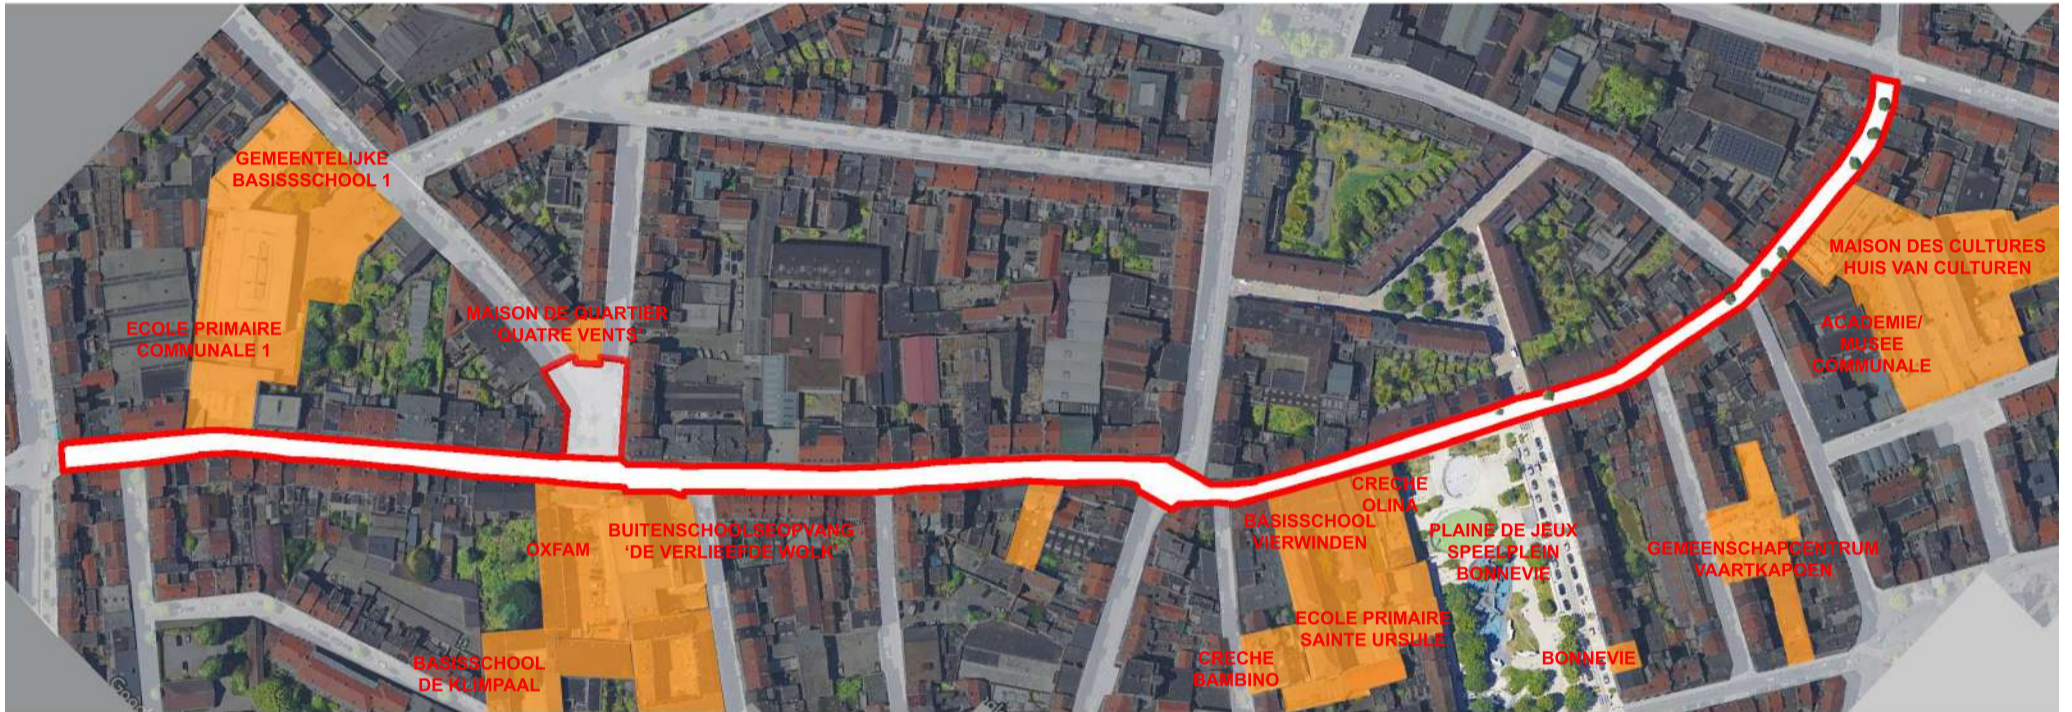 GEMEENTELIJKE
BASISSSCHOOL 1
ECOLE PRIMAIRE
COMMUNALE 1
MAISON DE QUARTIER
'QUATRE VENTS'
OXFAM
BUITENSCHOOLSEOPVANG
'DE VERLIEFDE WOLK'
BASISSCHOOL
DE KLIMPAAL
CRECHE
OLINA
BASISSCHOOL
VIERWINDEN
PLAINE DE JEUX
SPEELPLEIN
BONNEVIE
ECOLE PRIMAIRE
SAINTE URSULE
CRECHE
BAMBINO
BONNEVIE
GEMEENSCHAPCENTRUM
VAARTKAPOEN
MAISON DES CULTURES
HUIS VAN CULTUREN
ACADEMIE/
MUSEE
COMMUNALE